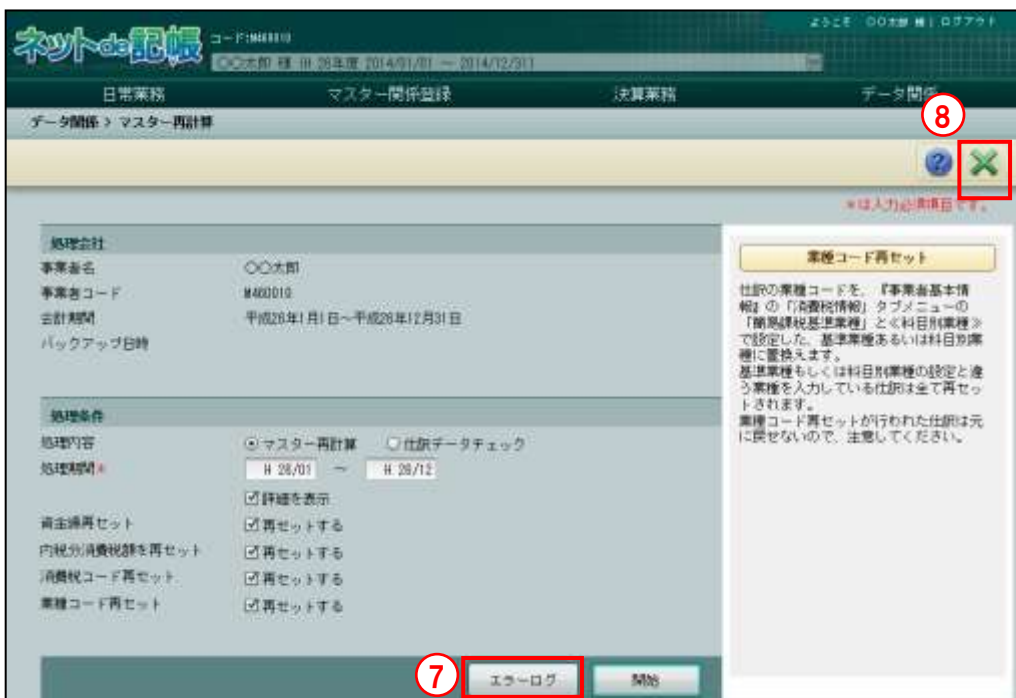 ようこそ 〇〇太郎 様 | ログアウト
ネットde記帳
コード:M460010
〇〇太郎 様 (H 26年度 2014/01/01 ～ 2014/12/31)
日常業務 マスター関係登録 決算業務 データ関係
データ関係 > マスター再計算
8
*は入力必須項目です。
処理会社
事業者名 〇〇太郎
事業者コード M460010
会計期間 平成26年1月1日～平成26年12月31日
バックアップ日時
処理条件
処理内容 マスター再計算 仕訳データチェック
処理期間* H 26/01 ～ H 26/12
詳細を表示
資金繰再セット 再セットする
内税分消費税額を再セット 再セットする
消費税コード再セット 再セットする
業種コード再セット 再セットする
7 エラーログ 開始
業種コード再セット
仕訳の業種コードを、『事業者基本情
報』の「消費税情報」タブメニューの
「簡易課税基準業種」と≪科目別業種≫
で設定した、基準業種あるいは科目別業
種に置換えます。
基準業種もしくは科目別業種の設定と違
う業種を入力している仕訳は全て再セッ
トされます。
業種コード再セットが行われた仕訳は元
に戻せないので、注意してください。